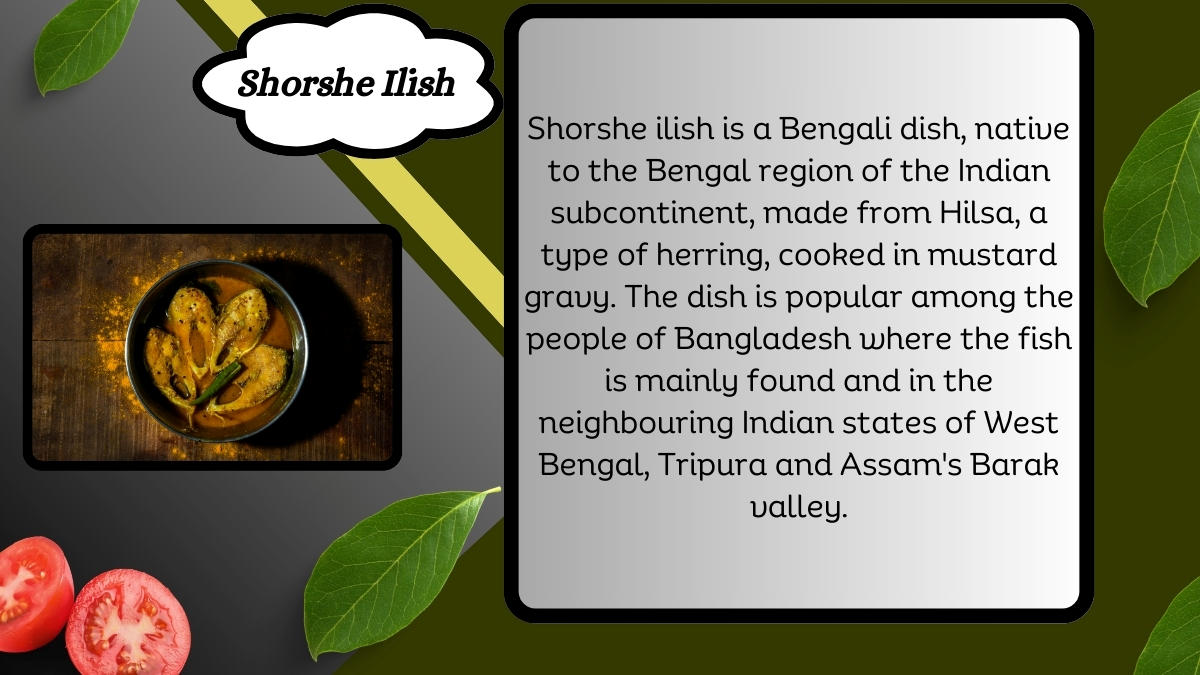 Shorshe Ilish
Shorshe ilish is a Bengali dish, native
to the Bengal region of the Indian
subcontinent, made from Hilsa, a
type of herring, cooked in mustard
gravy. The dish is popular among the
people of Bangladesh where the fish
is mainly found and in the
neighbouring Indian states of West
Bengal, Tripura and Assam's Barak
valley.